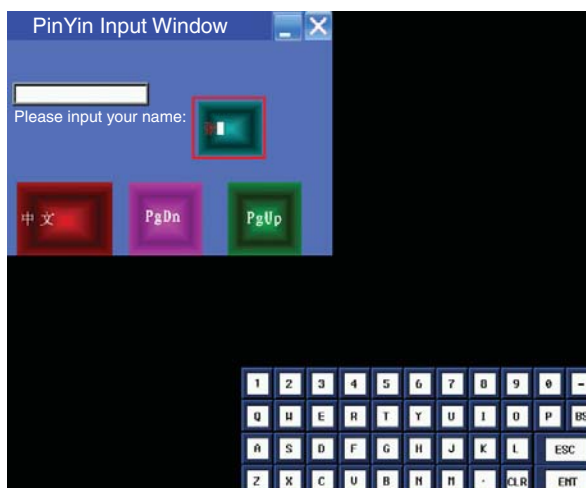 PinYin Input Window
Please input your name:
中文 PgDn PgUp
1 2 3 4 5 6 7 8 9 0 -
Q W E R T Y U I O P BS
A S D F G H J K L ESC
Z X C V B N M . CLR ENT